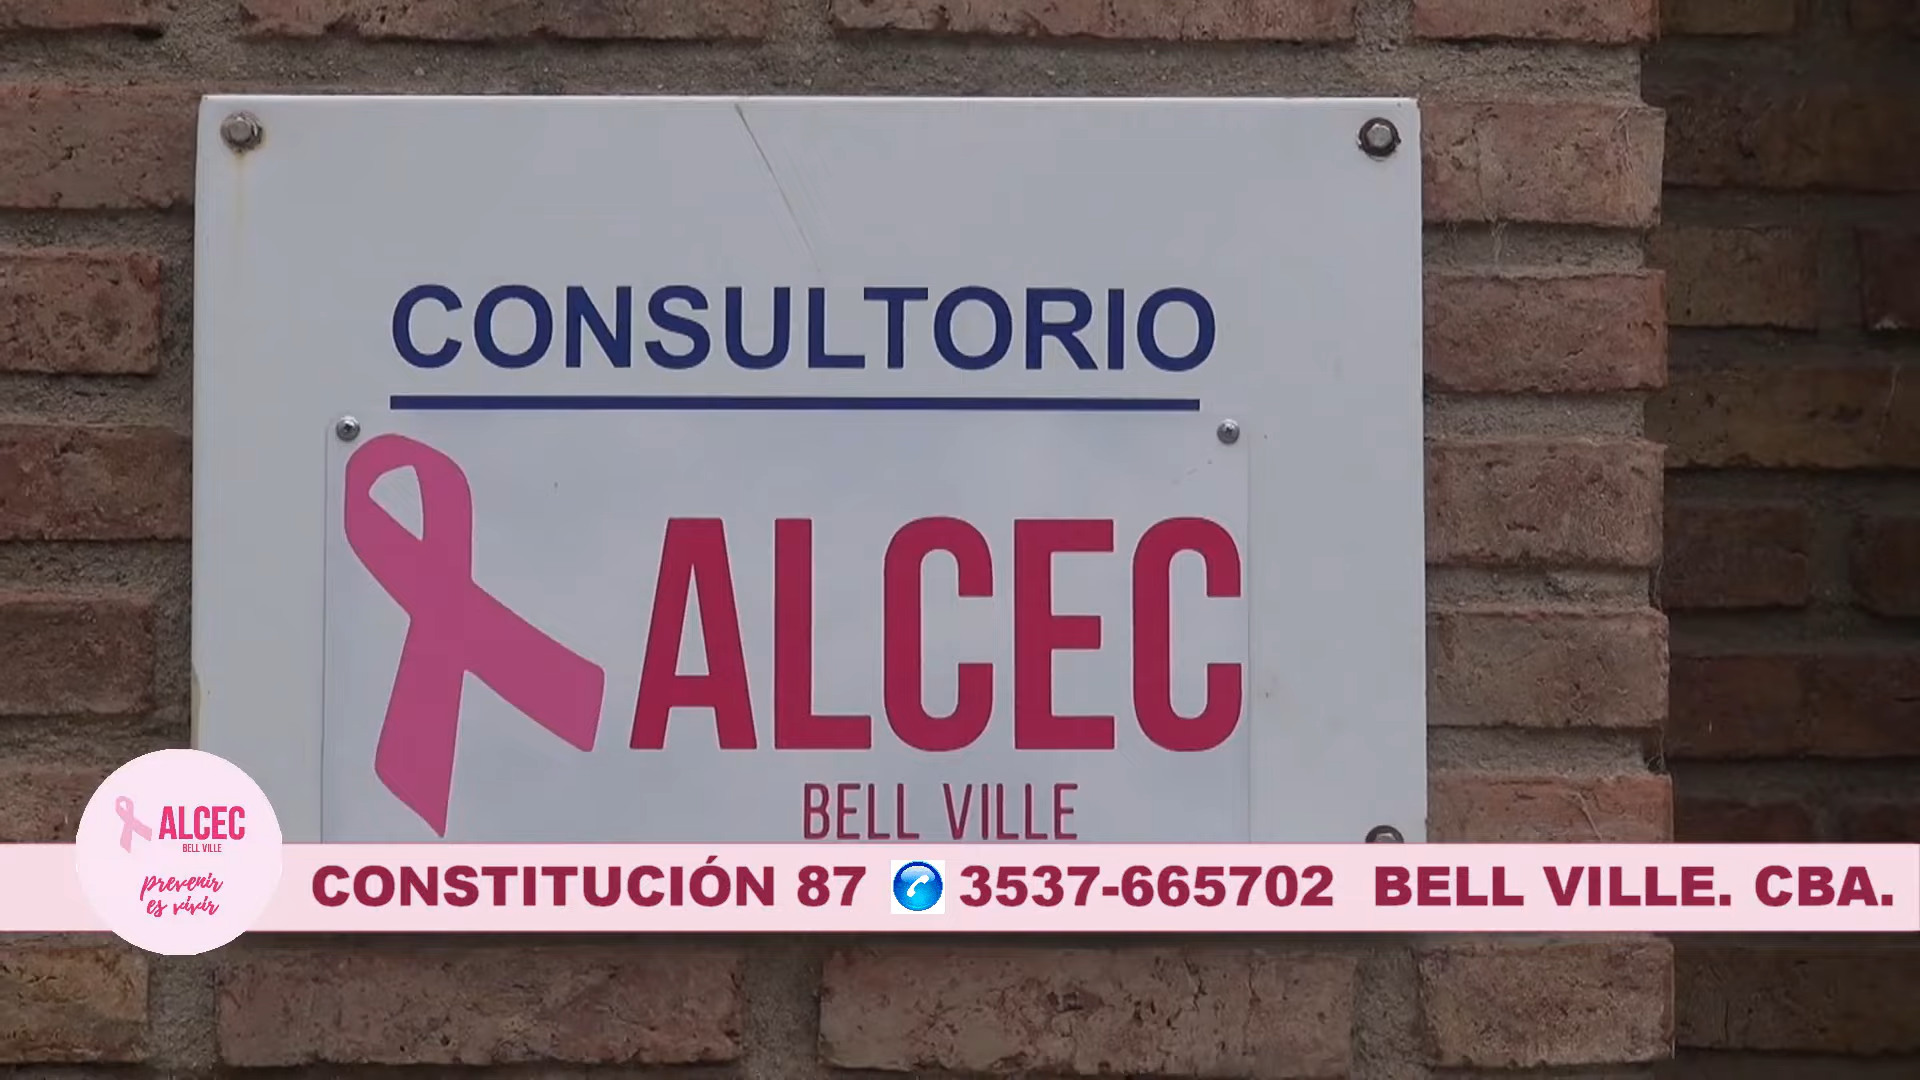 CONSULTORIO
ALCEC
BELL VILLE
ALCEC
BELL VILLE
prevenir
es vivir
CONSTITUCIÓN 87 3537-665702 BELL VILLE. CBA.